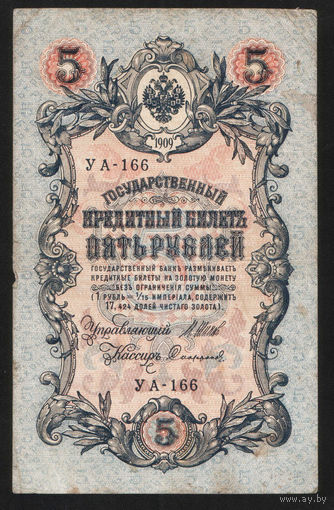 5 5
1909
УА-166
ГОСУДАРСТВЕННЫЙ
КРЕДИТНЫЙ БИЛЕТЪ
ПЯТЬ РУБЛЕЙ
ГОСУДАРСТВЕННЫЙ БАНКЪ РАЗМѢНИВАЕТЪ
КРЕДИТНЫЕ БИЛЕТЫ НА ЗОЛОТУЮ МОНЕТУ
БЕЗЪ ОГРАНИЧЕНІЯ СУММЫ
(1 РУБЛЬ = 1/15 ИМПЕРІАЛА, СОДЕРЖИТЪ
17,424 ДОЛЕЙ ЧИСТАГО ЗОЛОТА).
Управляющій
Кассиръ
УА-166
5
ay.by